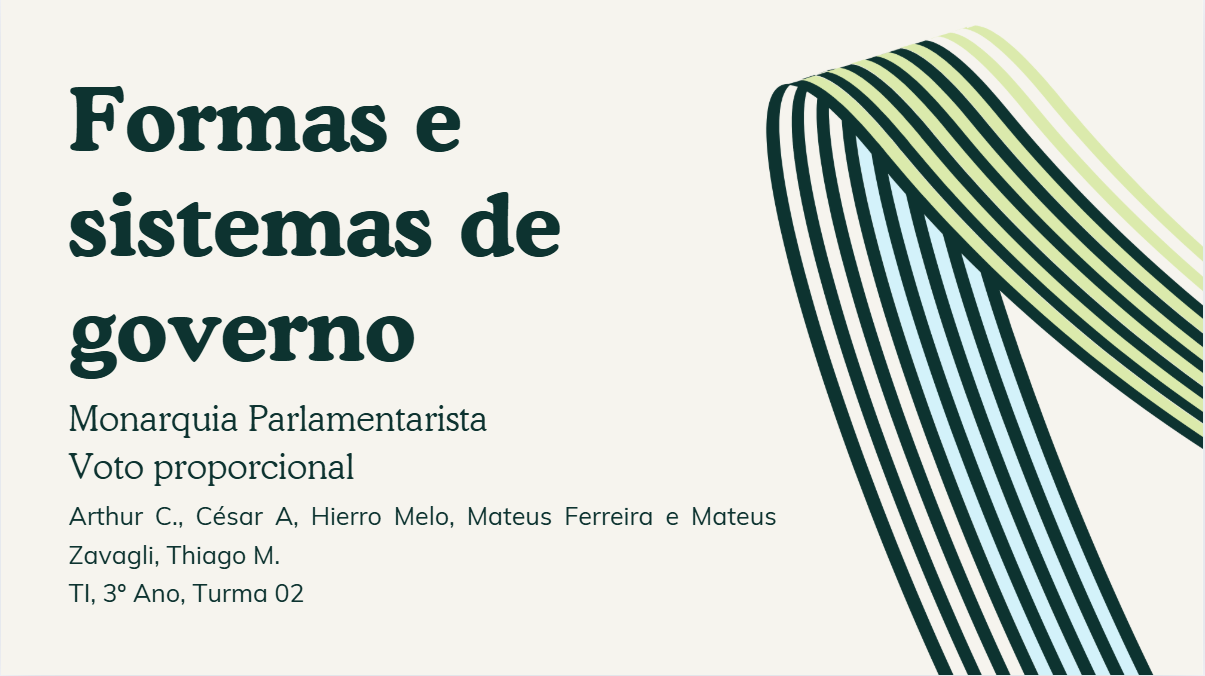 Formas e
sistemas de
governo
Monarquia Parlamentarista
Voto proporcional
Arthur C., César A, Hierro Melo, Mateus Ferreira e Mateus
Zavagli, Thiago M.
TI, 3º Ano, Turma 02